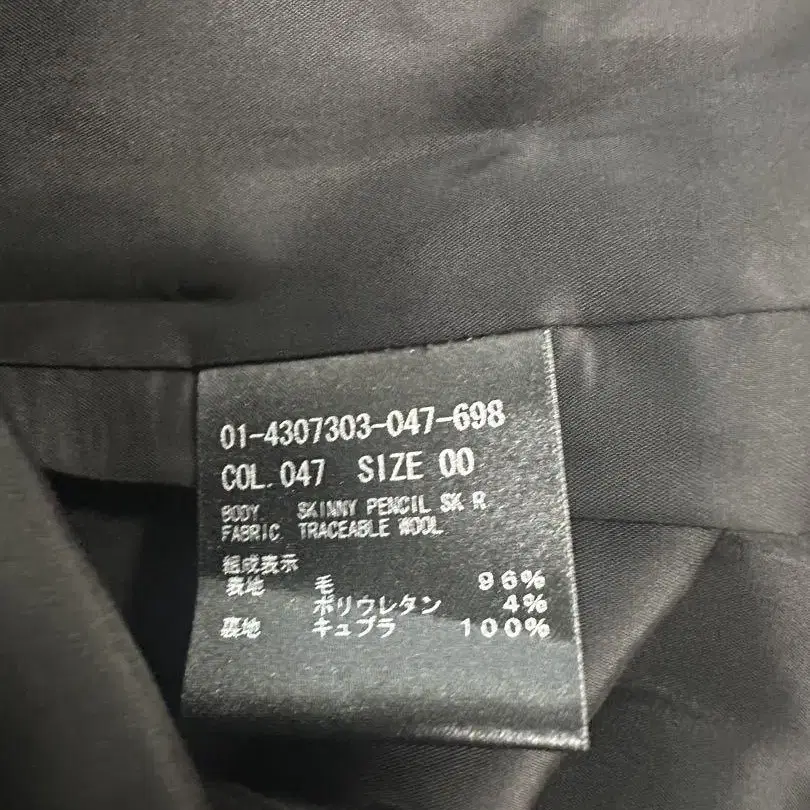 01-4307303-047-698
COL. 047 SIZE 00
BODY SKINNY PENCIL SK R
FABRIC TRACEABLE WOOL
組成表示
表地 毛 96%
ポリウレタン 4%
裏地 キュプラ 100%